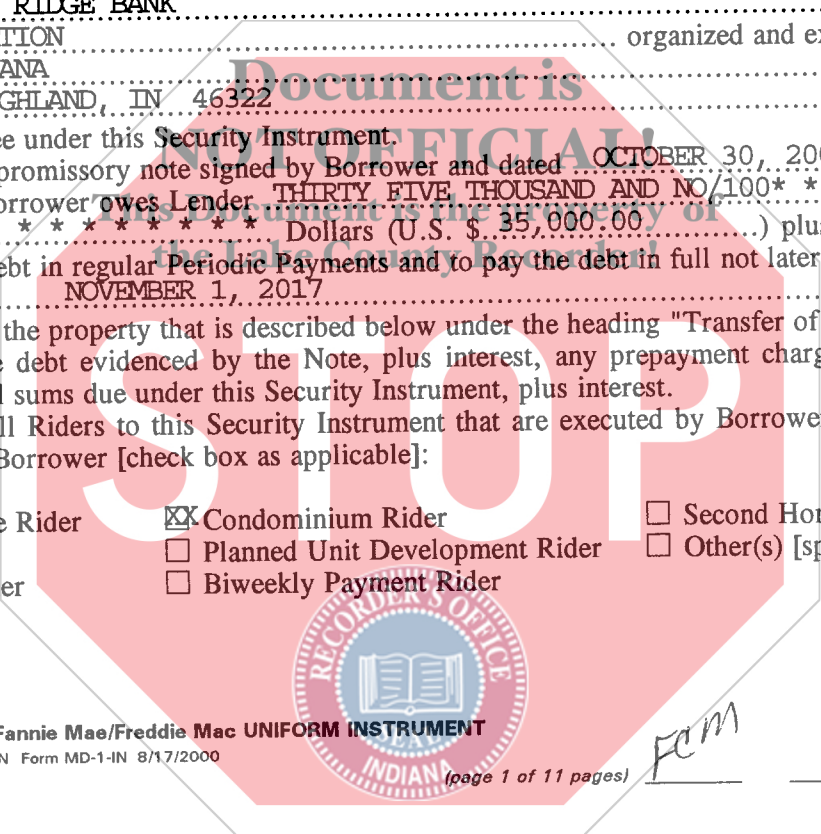 RIDGE BANK
TION organized and ex
ANA
GHLAND, IN 46322
ee under this Security Instrument.
promissory note signed by Borrower and dated OCTOBER 30, 200
orrower owes Lender THIRTY FIVE THOUSAND AND NO/100* *
* * * * * * * * Dollars (U.S. $ 35,000.00 ) plus
ebt in regular Periodic Payments and to pay the debt in full not later
NOVEMBER 1, 2017
the property that is described below under the heading "Transfer of
e debt evidenced by the Note, plus interest, any prepayment charg
l sums due under this Security Instrument, plus interest.
ll Riders to this Security Instrument that are executed by Borrower
Borrower [check box as applicable]:
e Rider XX Condominium Rider ☐ Second Hom
☐ Planned Unit Development Rider ☐ Other(s) [sp
er ☐ Biweekly Payment Rider
Fannie Mae/Freddie Mac UNIFORM INSTRUMENT
N Form MD-1-IN 8/17/2000
(page 1 of 11 pages) FCM
Document is
NOT OFFICIAL!
This Document is the property of
the Lake County Recorder!
STOP
RECORDER'S OFFICE
SEAL
INDIANA